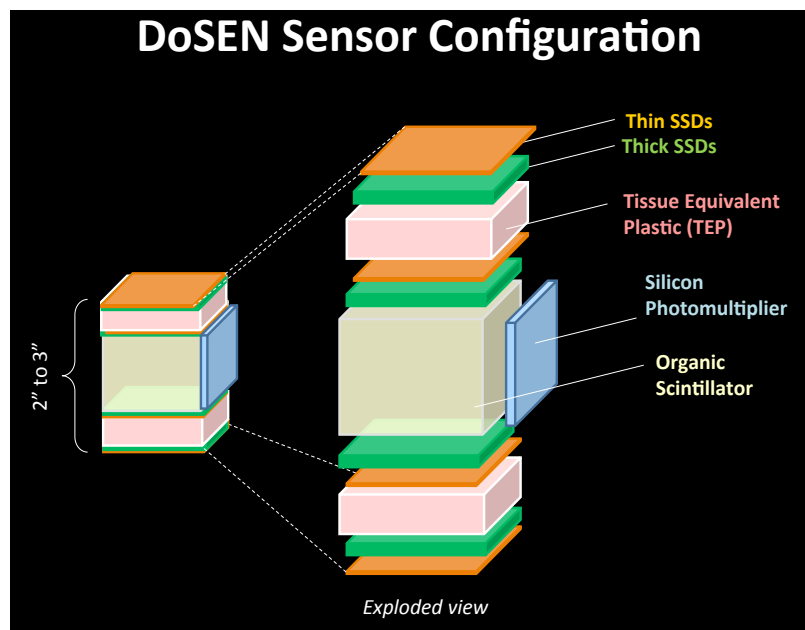 DoSEN Sensor Configuration
Thin SSDs
Thick SSDs
Tissue Equivalent
Plastic (TEP)
Silicon
Photomultiplier
2” to 3”
Organic
Scintillator
Exploded view